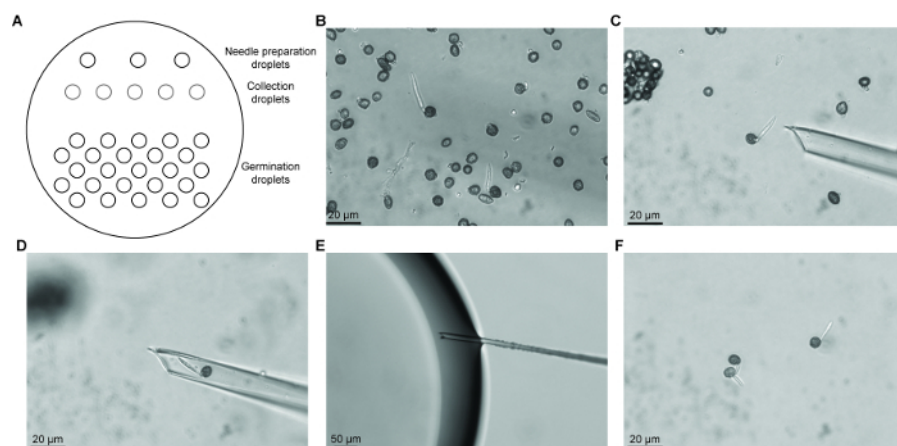 A
Needle preparation
droplets
Collection
droplets
Germination
droplets
B
20 µm
C
20 µm
D
20 µm
E
50 µm
F
20 µm